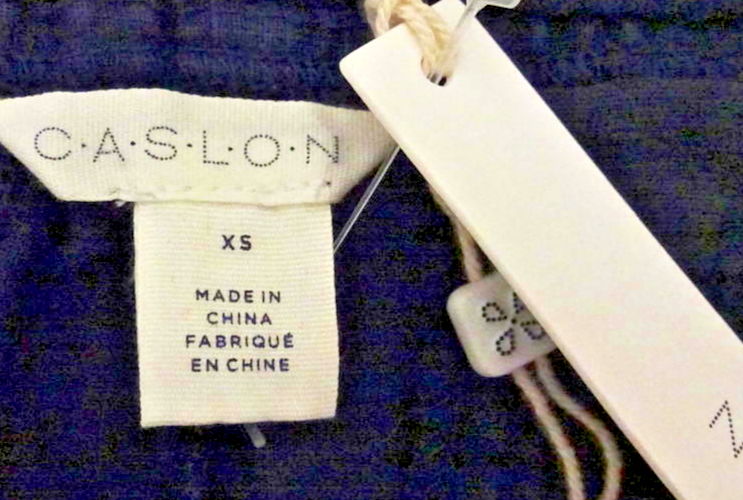 C·A·S·L·O·N
XS
MADE IN
CHINA
FABRIQUÉ
EN CHINE
N